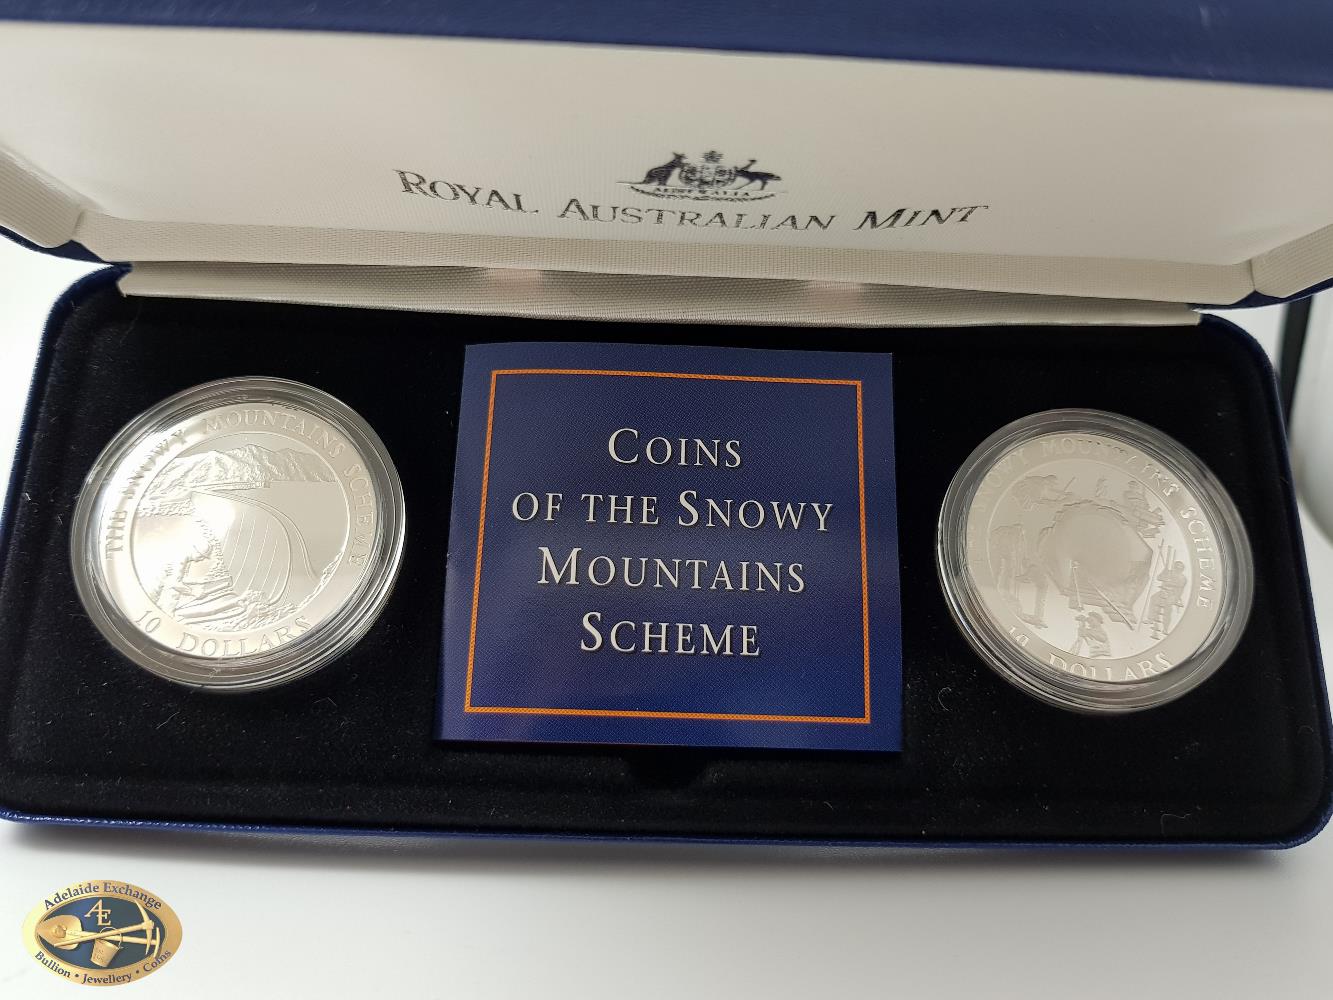 ROYAL AUSTRALIAN MINT
AUSTRALIA
THE SNOWY MOUNTAINS SCHEME
10 DOLLARS
COINS
OF THE SNOWY
MOUNTAINS
SCHEME
SNOWY MOUNTAINS SCHEME
10 DOLLARS
Adelaide Exchange
AE
Bullion • Jewellery • Coins